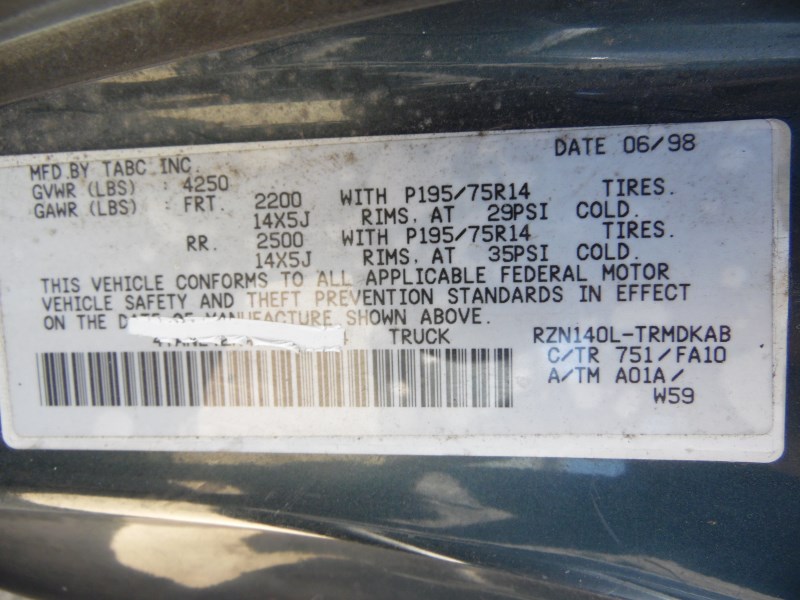 DATE 06/98
MFD.BY TABC.INC.
GVWR (LBS) : 4250
GAWR (LBS) : FRT. 2200 WITH P195/75R14 TIRES.
14X5J RIMS, AT 29PSI COLD.
RR. 2500 WITH P195/75R14 TIRES.
14X5J RIMS, AT 35PSI COLD.
THIS VEHICLE CONFORMS TO ALL APPLICABLE FEDERAL MOTOR
VEHICLE SAFETY AND THEFT PREVENTION STANDARDS IN EFFECT
ON THE DATE OF MANUFACTURE SHOWN ABOVE.
TRUCK RZN140L-TRMDKAB
C/TR 751/FA10
A/TM A01A/
W59